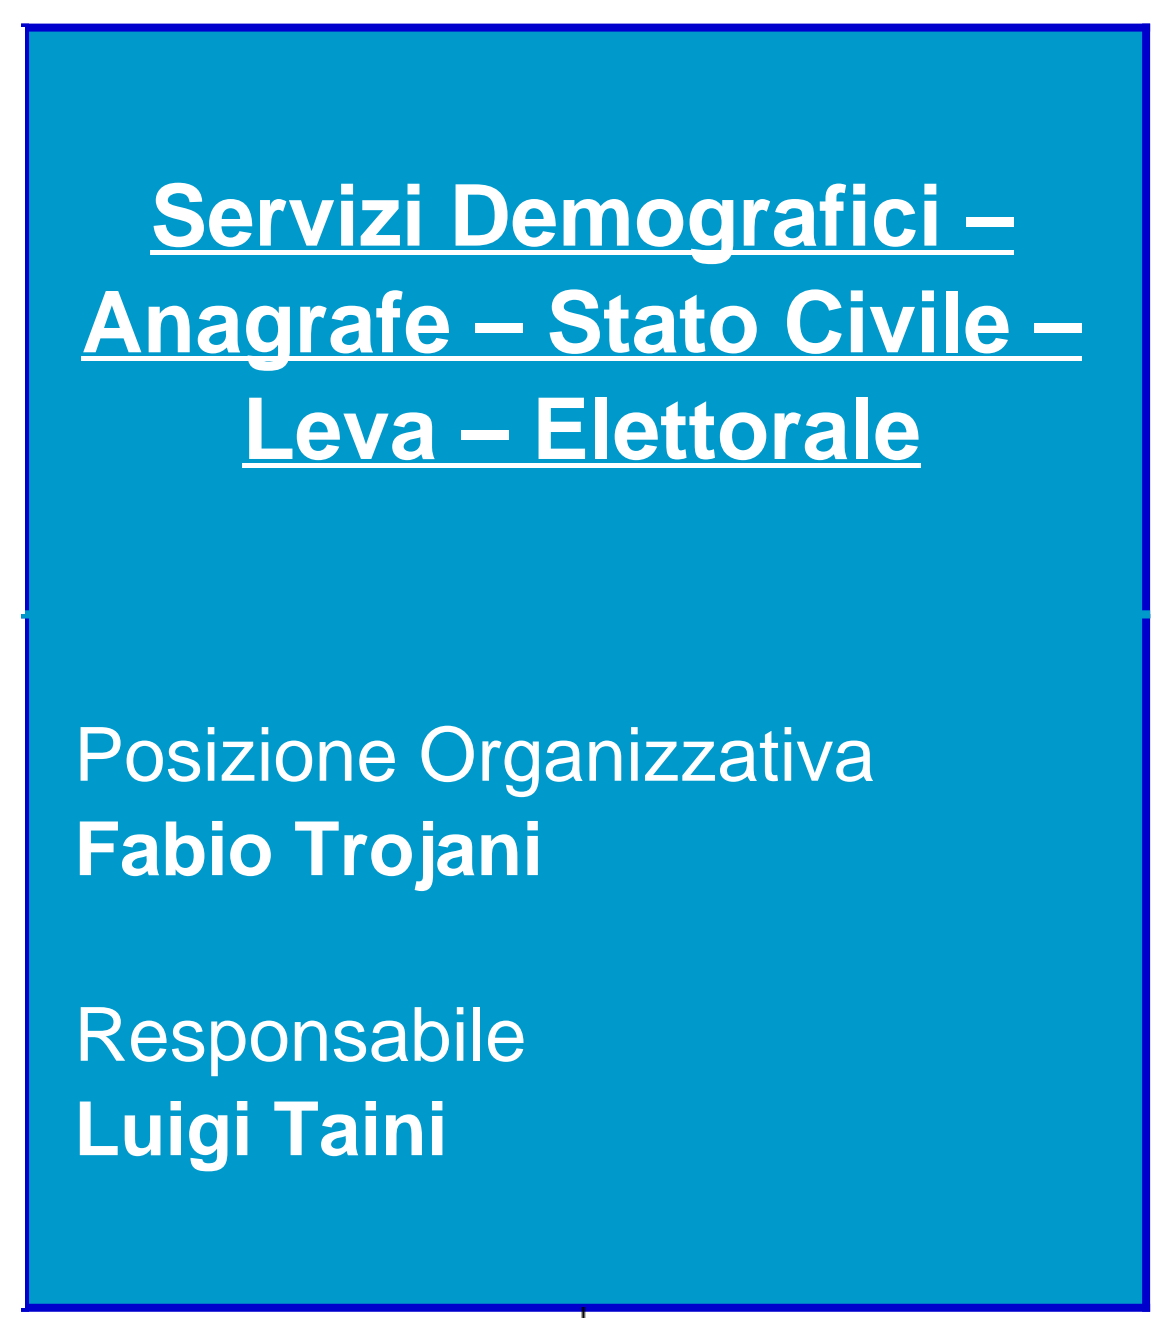 Servizi Demografici –
Anagrafe – Stato Civile –
Leva – Elettorale
Posizione Organizzativa
Fabio Trojani
Responsabile
Luigi Taini